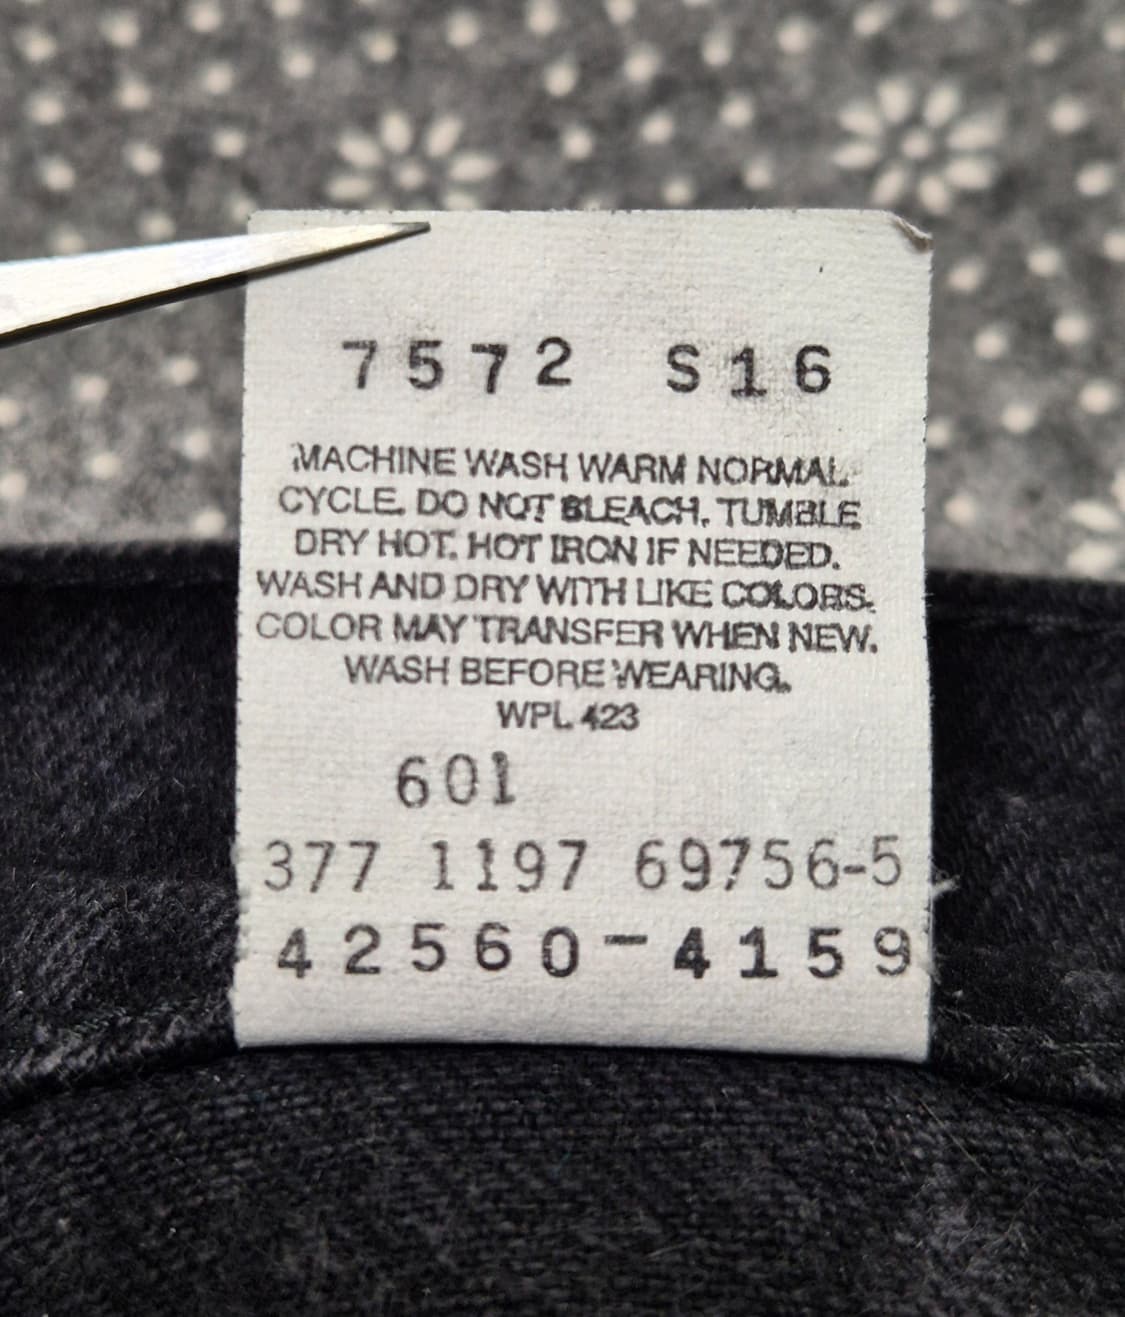 7572 S16
MACHINE WASH WARM NORMAL
CYCLE. DO NOT BLEACH. TUMBLE
DRY HOT. HOT IRON IF NEEDED.
WASH AND DRY WITH LIKE COLORS.
COLOR MAY TRANSFER WHEN NEW.
WASH BEFORE WEARING.
WPL 423
601
377 1197 69756-5
42560-4159